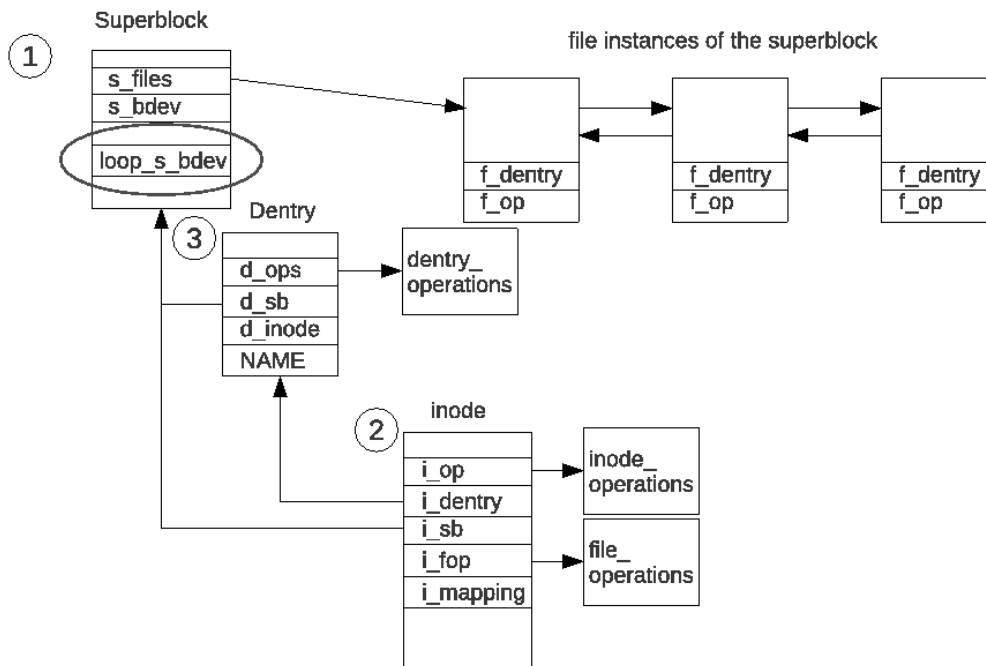 Superblock
1
file instances of the superblock
s_files
s_bdev
loop_s_bdev
f_dentry
f_op
f_dentry
f_op
f_dentry
f_op
3
Dentry
d_ops
d_sb
d_inode
NAME
dentry_
operations
2
inode
i_op
i_dentry
i_sb
i_fop
i_mapping
inode_
operations
file_
operations